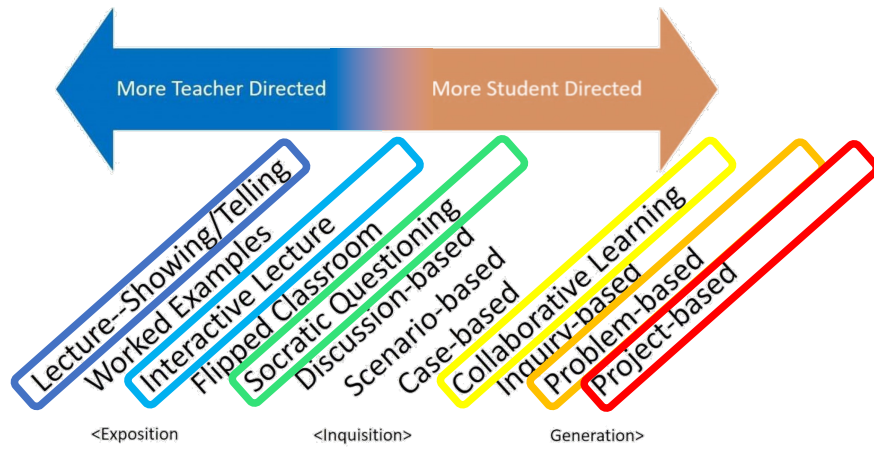 More Teacher Directed
More Student Directed
Lecture--Showing/Telling
Worked Examples
Interactive Lecture
Flipped Classroom
Socratic Questioning
Discussion-based
Scenario-based
Case-based
Collaborative Learning
Inquiry-based
Problem-based
Project-based
<Exposition
<Inquisition>
Generation>